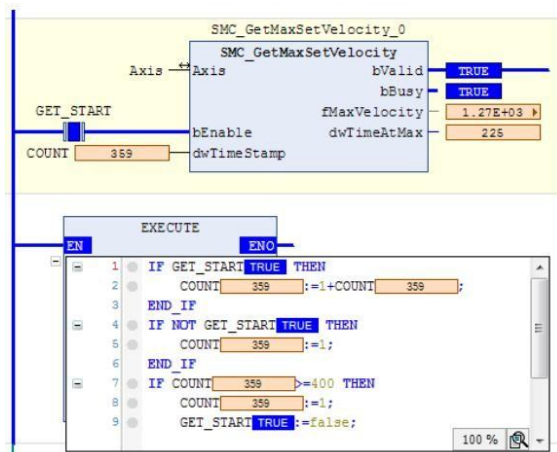 SMC_GetMaxSetVelocity_0
SMC_GetMaxSetVelocity
Axis Axis bValid TRUE
bBusy TRUE
GET_START fMaxVelocity 1.27E+03
bEnable dwTimeAtMax 225
COUNT 359 dwTimeStamp
EXECUTE
EN ENO
1 IF GET_START TRUE THEN
2 COUNT 359 :=1+COUNT 359 ;
3 END_IF
4 IF NOT GET_START TRUE THEN
5 COUNT 359 :=1;
6 END_IF
7 IF COUNT 359 >=400 THEN
8 COUNT 359 :=1;
9 GET_START TRUE :=false;
100 %